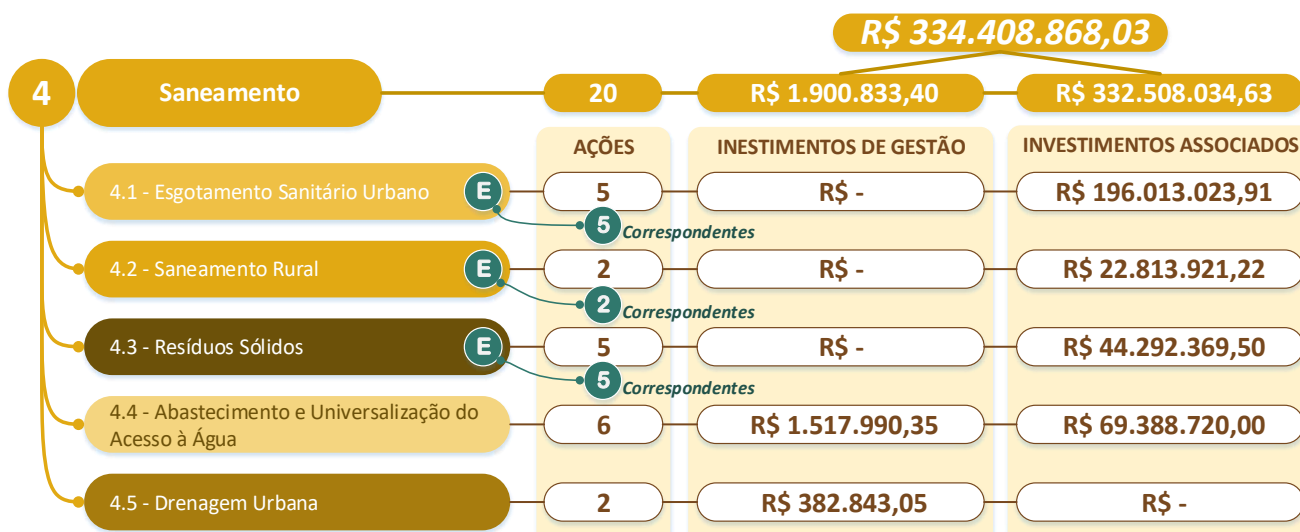 R$ 334.408.868,03
4 Saneamento 20 R$ 1.900.833,40 R$ 332.508.034,63
AÇÕES INESTIMENTOS DE GESTÃO INVESTIMENTOS ASSOCIADOS
4.1 - Esgotamento Sanitário Urbano E 5 R$ - R$ 196.013.023,91
5 Correspondentes
4.2 - Saneamento Rural E 2 R$ - R$ 22.813.921,22
2 Correspondentes
4.3 - Resíduos Sólidos E 5 R$ - R$ 44.292.369,50
5 Correspondentes
4.4 - Abastecimento e Universalização do
Acesso à Água 6 R$ 1.517.990,35 R$ 69.388.720,00
4.5 - Drenagem Urbana 2 R$ 382.843,05 R$ -